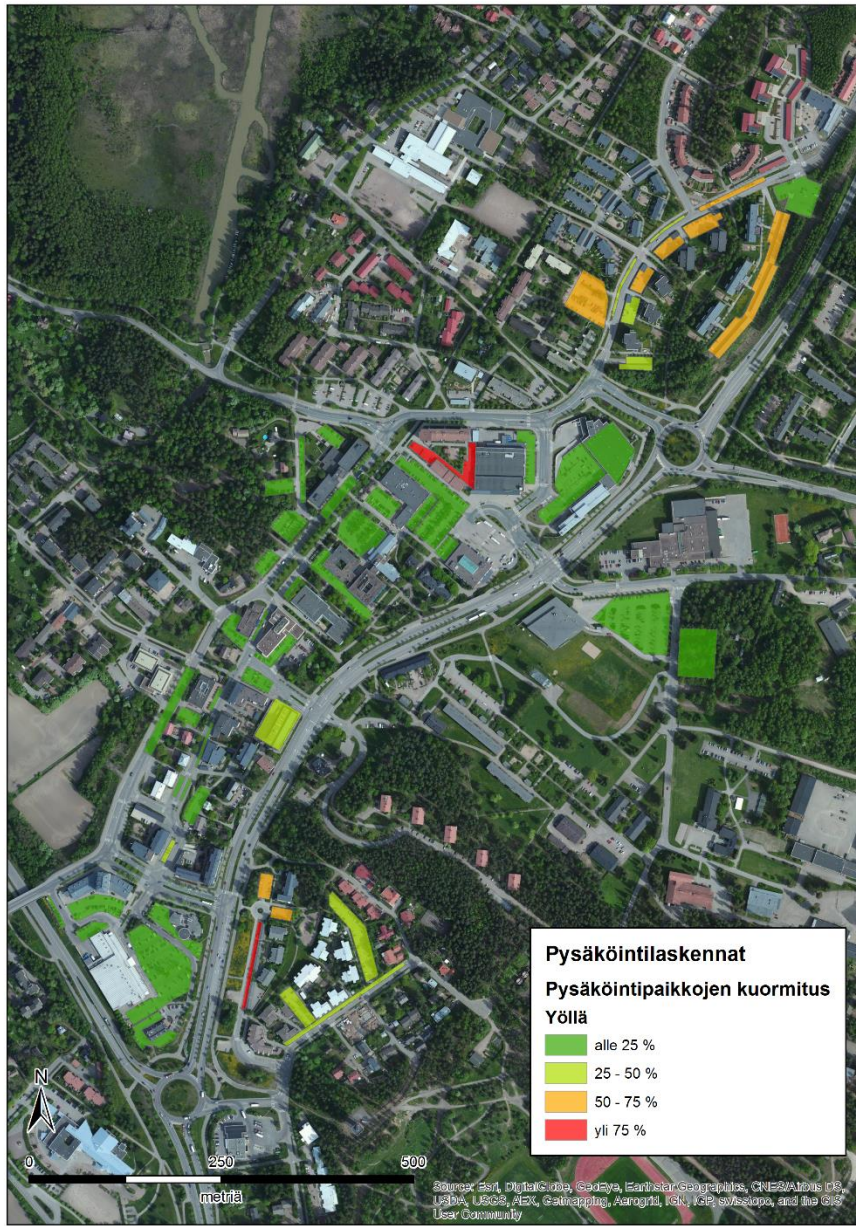 Pysäköintilaskennat
Pysäköintipaikkojen kuormitus
Yöllä
alle 25 %
25 - 50 %
50 - 75 %
yli 75 %
N
0 250 500
metriä
Source: Esri, DigitalGlobe, GeoEye, Earthstar Geographics, CNES/Airbus DS,
USDA, USGS, AEX, Getmapping, Aerogrid, IGN, IGP, swisstopo, and the GIS
User Community